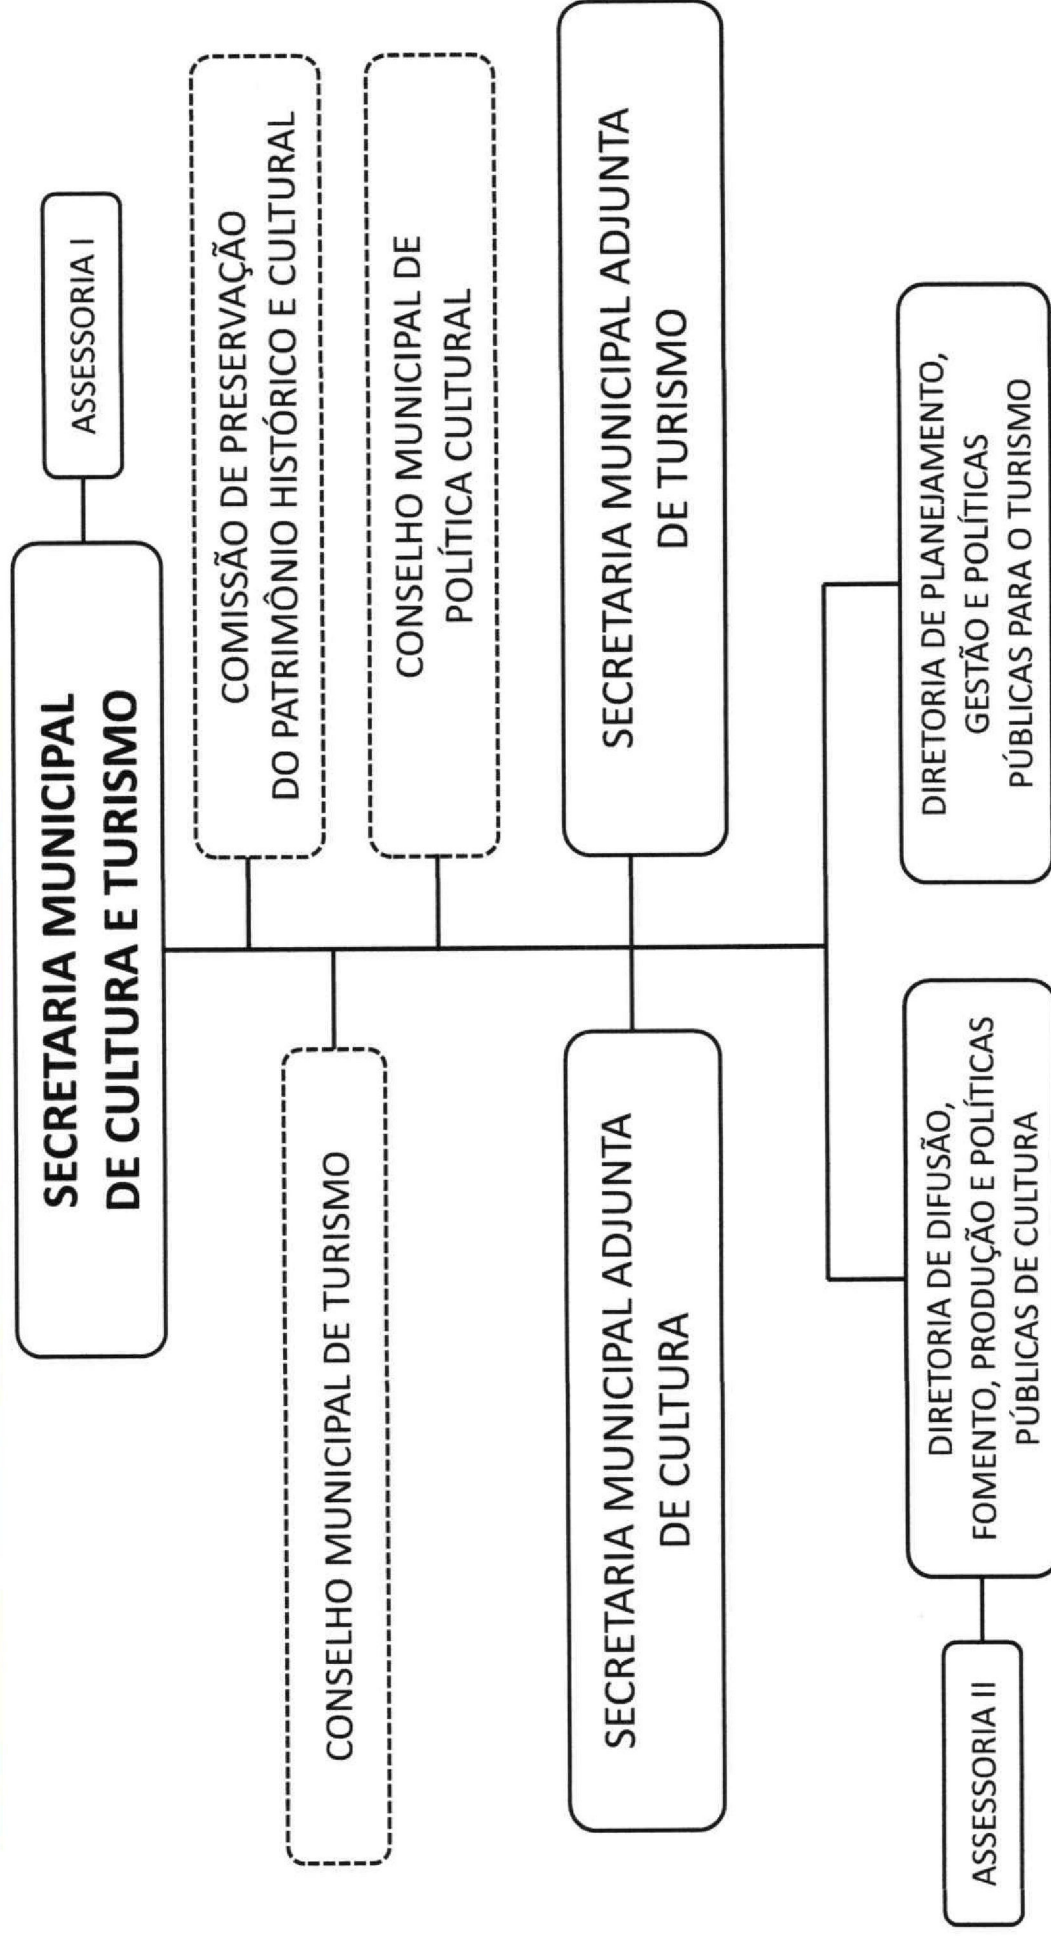 SECRETARIA MUNICIPAL
DE CULTURA E TURISMO
ASSESSORIA I
COMISSÃO DE PRESERVAÇÃO
DO PATRIMÔNIO HISTÓRICO E CULTURAL
CONSELHO MUNICIPAL DE TURISMO
CONSELHO MUNICIPAL DE
POLÍTICA CULTURAL
SECRETARIA MUNICIPAL ADJUNTA
DE CULTURA
SECRETARIA MUNICIPAL ADJUNTA
DE TURISMO
ASSESSORIA II
DIRETORIA DE DIFUSÃO,
FOMENTO, PRODUÇÃO E POLÍTICAS
PÚBLICAS DE CULTURA
DIRETORIA DE PLANEJAMENTO,
GESTÃO E POLÍTICAS
PÚBLICAS PARA O TURISMO